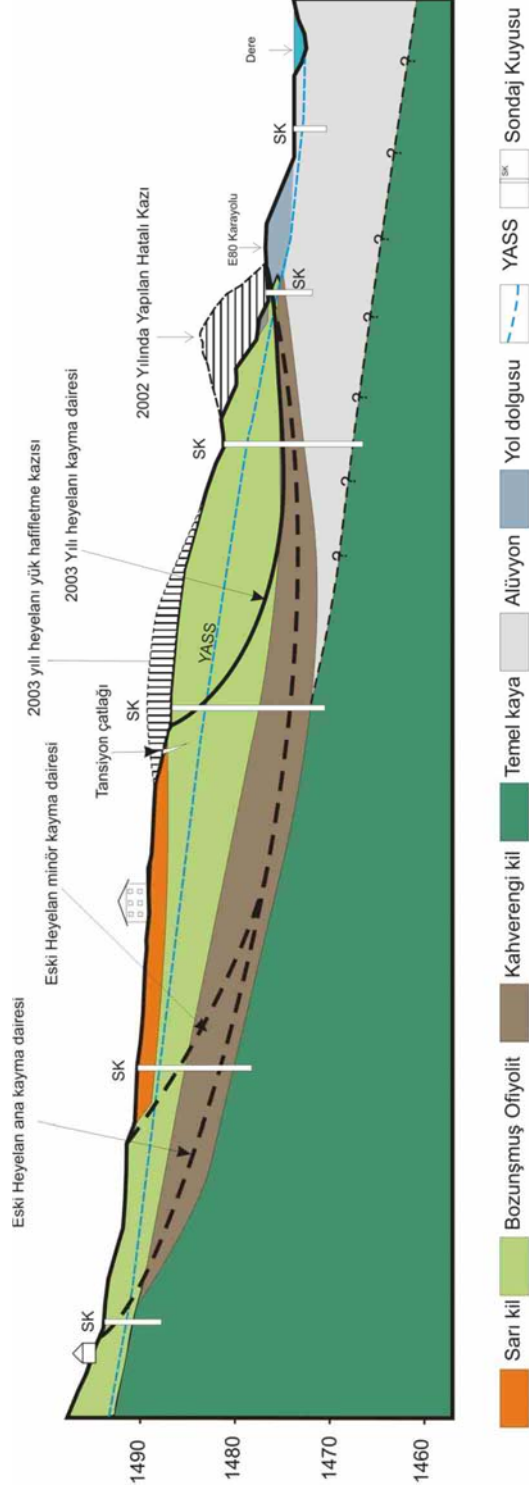 Eski Heyelan ana kayma dairesi
Eski Heyelan minör kayma dairesi
Tansiyon çatlağı
2003 yılı heyelanı yük hafifletme kazısı
2003 Yılı heyelanı kayma dairesi
2002 Yılında Yapılan Hatalı Kazı
E80 Karayolu
Dere
SK
SK
SK
SK
SK
SK
YASS
?
?
?
?
?
?
?
1490
1480
1470
1460
Sarı kil
Bozunşmuş Ofiyolit
Kahverengi kil
Temel kaya
Alüvyon
Yol dolgusu
YASS
SK
Sondaj Kuyusu